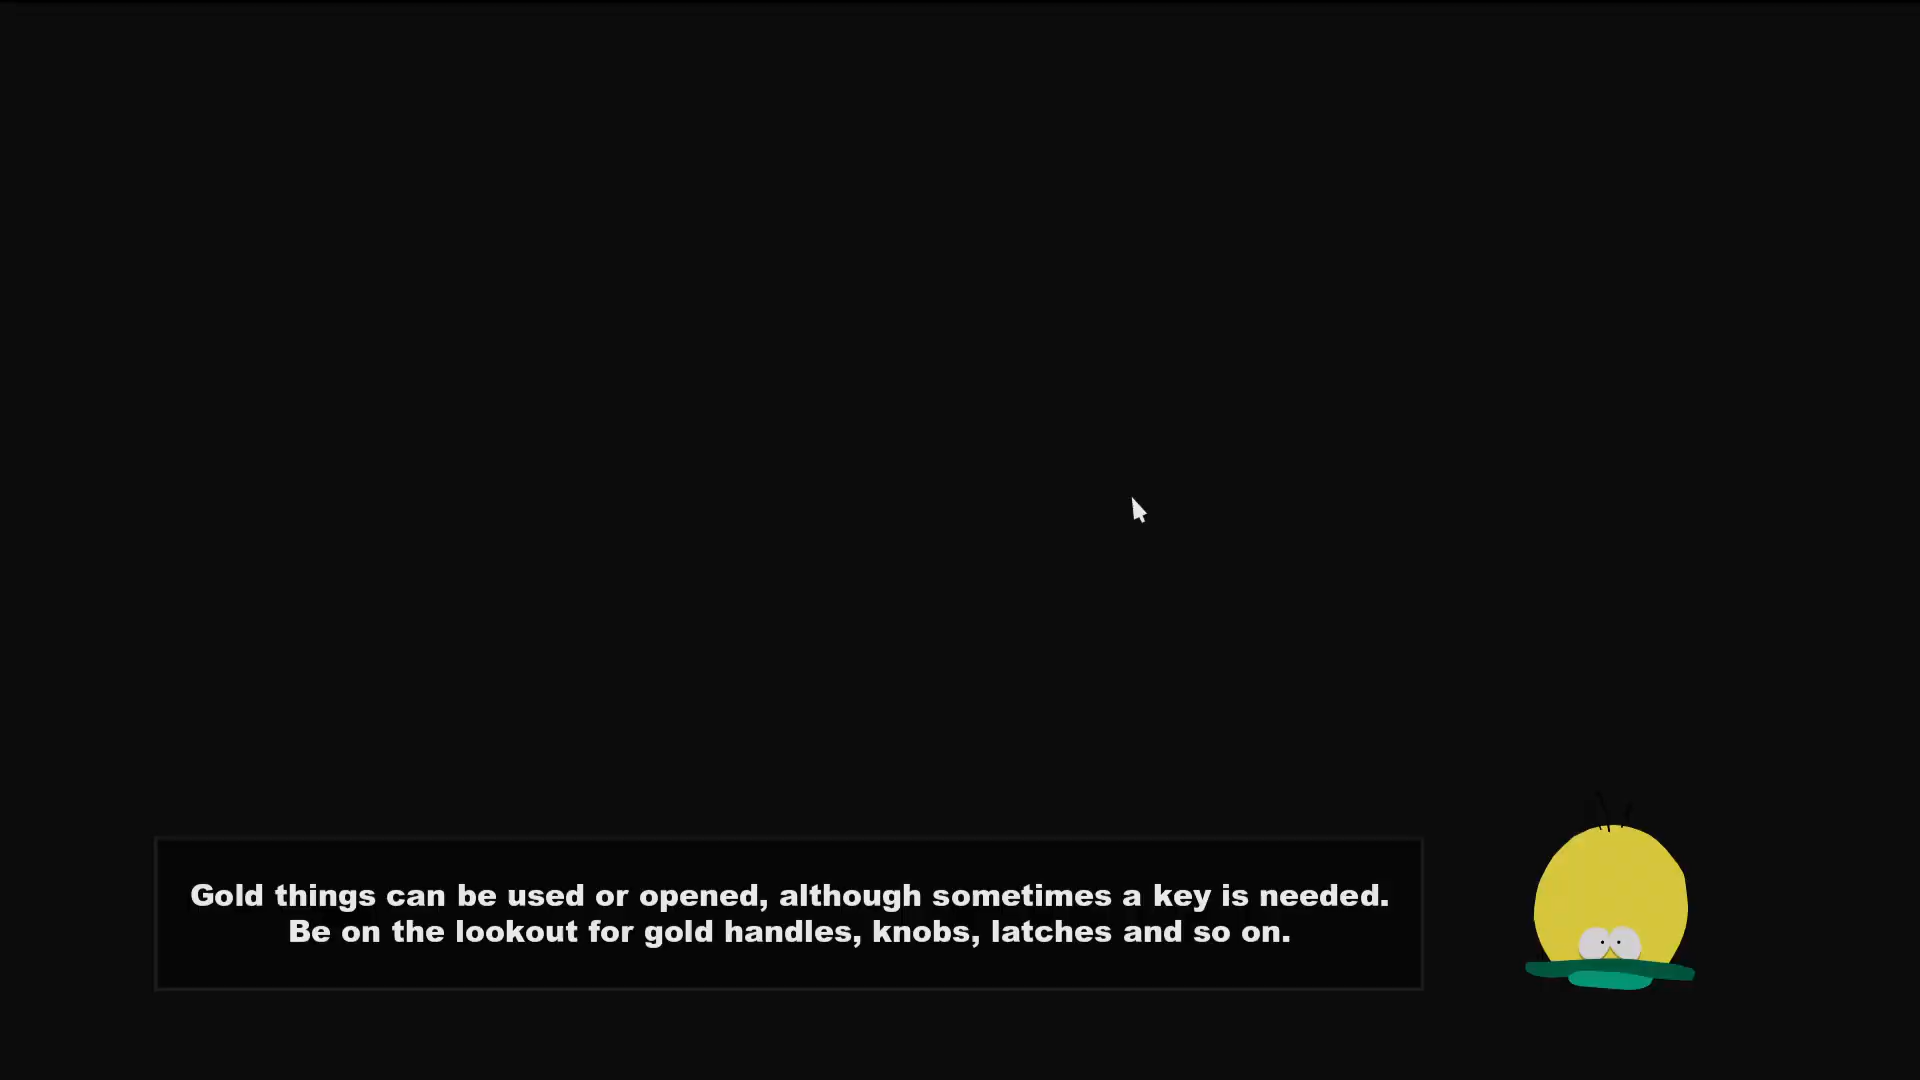 Gold things can be used or opened, although sometimes a key is needed.
Be on the lookout for gold handles, knobs, latches and so on.